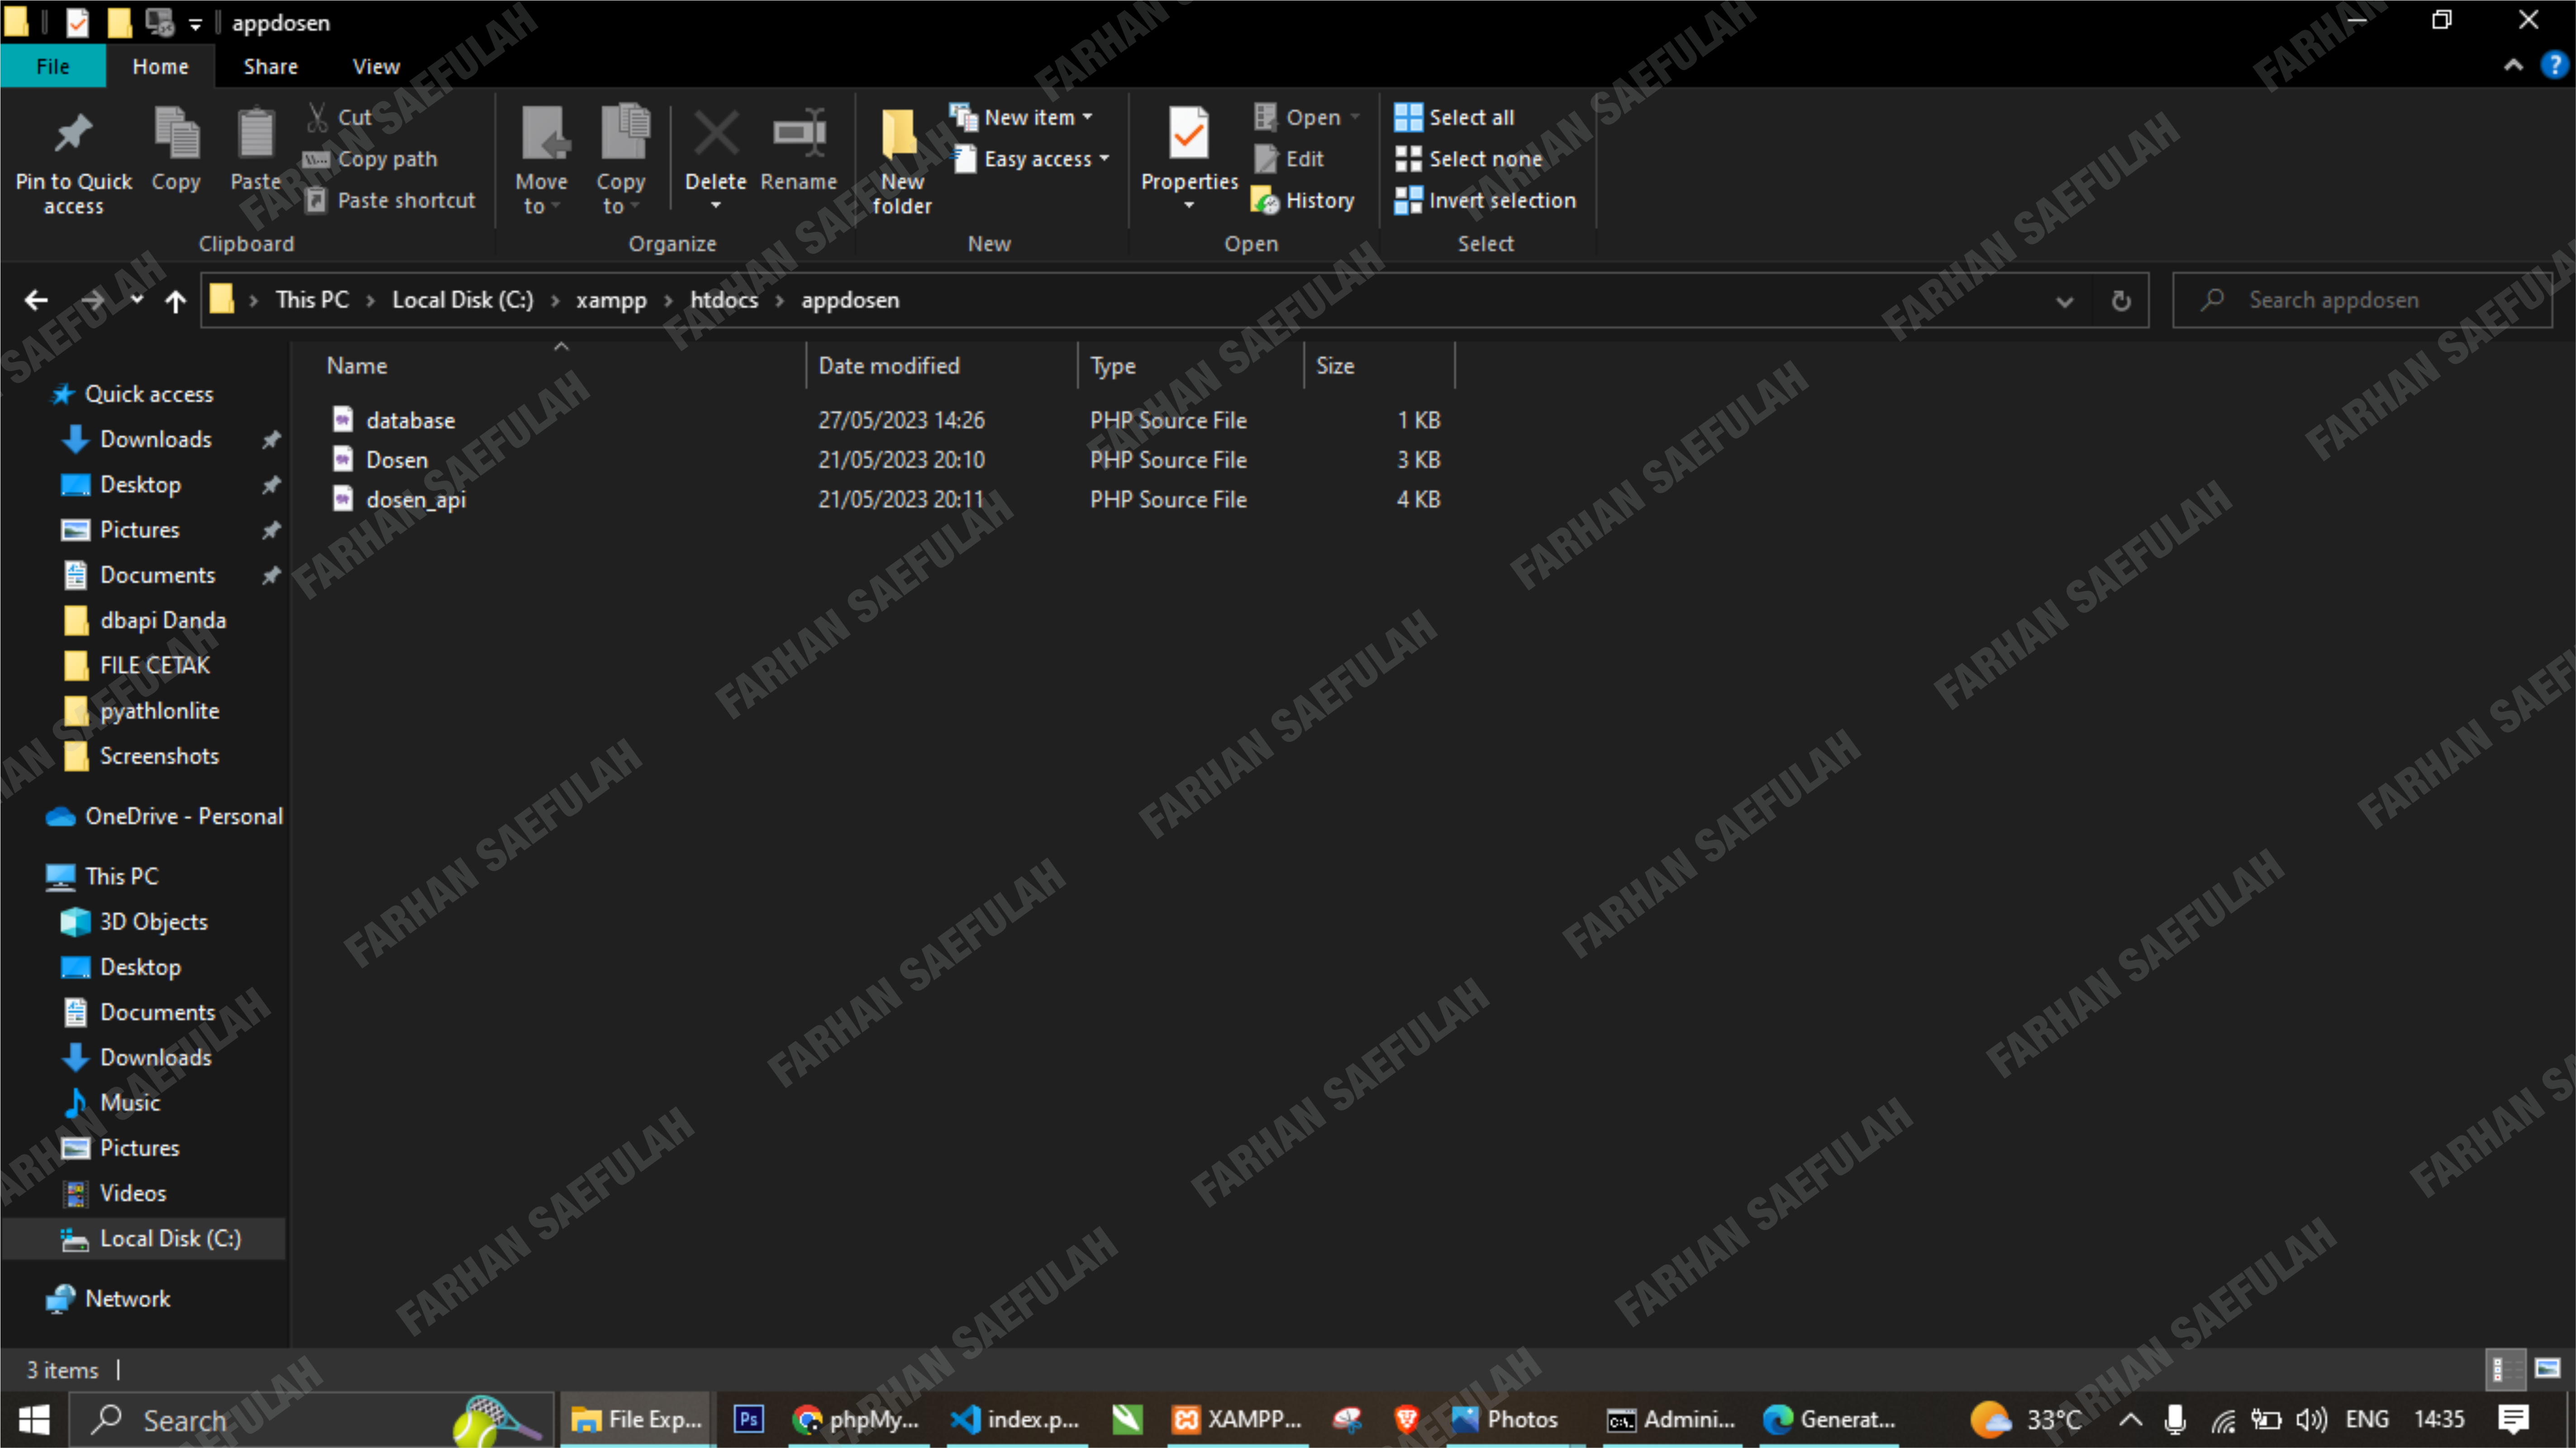 appdosen
File Home Share View
Pin to Quick access
Copy
Paste
Cut
Copy path
Paste shortcut
Clipboard
Move to
Copy to
Delete
Rename
Organize
New folder
New item
Easy access
New
Properties
Open
Edit
History
Open
Select all
Select none
Invert selection
Select
This PC > Local Disk (C:) > xampp > htdocs > appdosen
Search appdosen
Name Date modified Type Size
database 27/05/2023 14:26 PHP Source File 1 KB
Dosen 21/05/2023 20:10 PHP Source File 3 KB
dosen_api 21/05/2023 20:11 PHP Source File 4 KB
Quick access
Downloads
Desktop
Pictures
Documents
dbapi Danda
FILE CETAK
pyathlonlite
Screenshots
OneDrive - Personal
This PC
3D Objects
Desktop
Documents
Downloads
Music
Pictures
Videos
Local Disk (C:)
Network
3 items
Search
File Exp...
Ps
phpMy...
index.p...
XAMPP...
Photos
Admini...
Generat...
33°C
ENG
14:35
FARHAN SAEFULAH